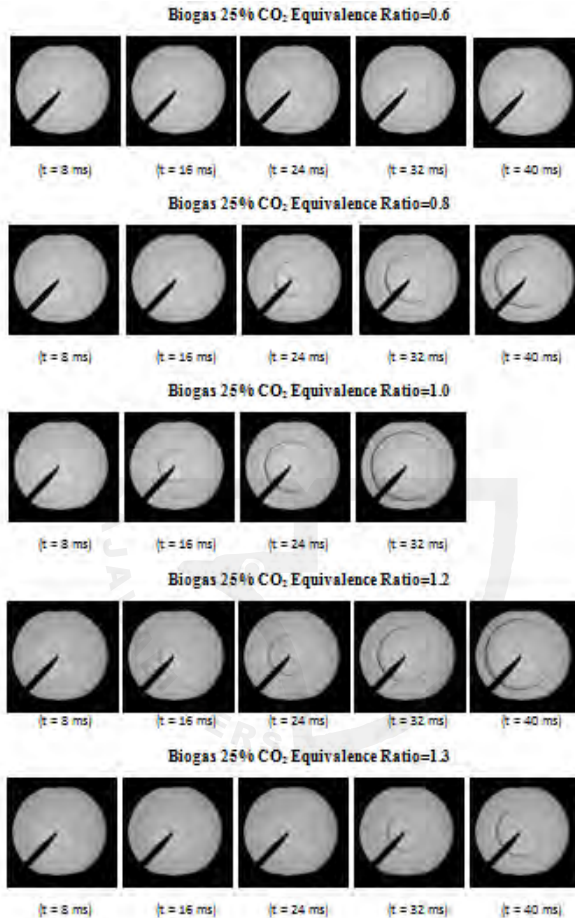 Biogas 25% CO₂ Equivalence Ratio=0.6
(t = 8 ms) (t = 16 ms) (t = 24 ms) (t = 32 ms) (t = 40 ms)
Biogas 25% CO₂ Equivalence Ratio=0.8
(t = 8 ms) (t = 16 ms) (t = 24 ms) (t = 32 ms) (t = 40 ms)
Biogas 25% CO₂ Equivalence Ratio=1.0
(t = 8 ms) (t = 16 ms) (t = 24 ms) (t = 32 ms)
Biogas 25% CO₂ Equivalence Ratio=1.2
(t = 8 ms) (t = 16 ms) (t = 24 ms) (t = 32 ms) (t = 40 ms)
Biogas 25% CO₂ Equivalence Ratio=1.3
(t = 8 ms) (t = 16 ms) (t = 24 ms) (t = 32 ms) (t = 40 ms)